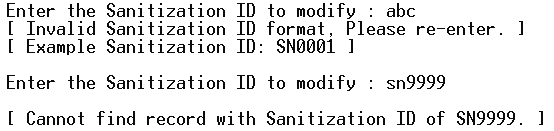 Enter the Sanitization ID to modify : abc
[ Invalid Sanitization ID format, Please re-enter. ]
[ Example Sanitization ID: SN0001 ]
Enter the Sanitization ID to modify : sn9999
[ Cannot find record with Sanitization ID of SN9999. ]